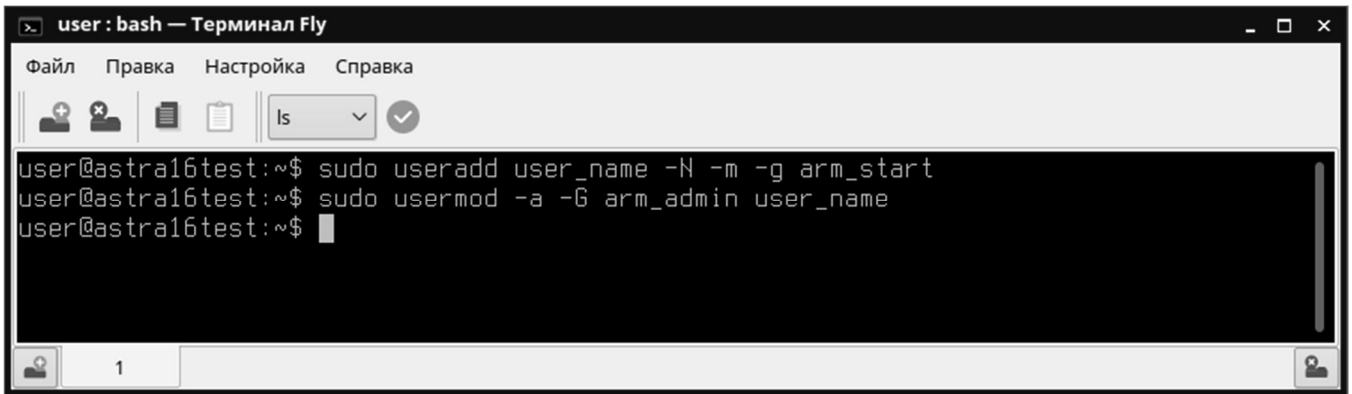 user : bash — Терминал Fly
Файл Правка Настройка Справка
ls
user@astra16test:~$ sudo useradd user_name -N -m -g arm_start
user@astra16test:~$ sudo usermod -a -G arm_admin user_name
user@astra16test:~$
1